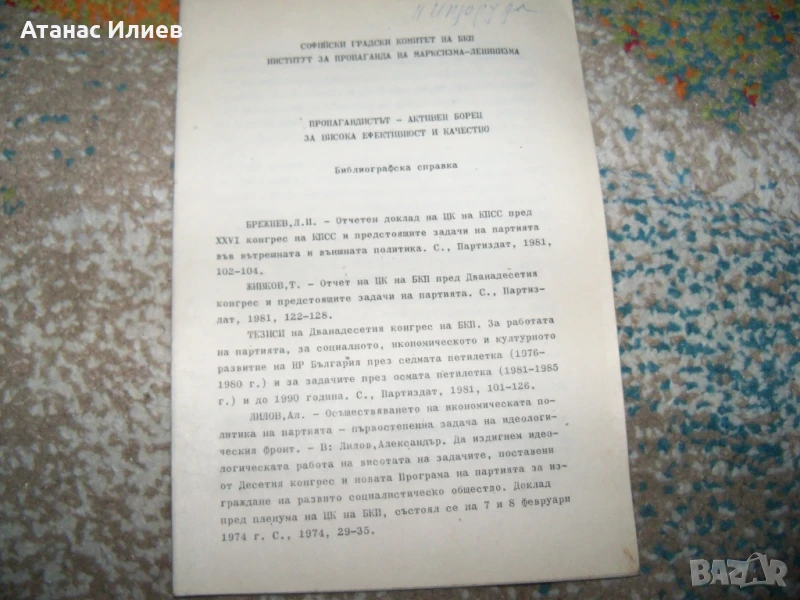 Атанас Илиев
СОФИЙСКИ ГРАДСКИ КОМИТЕТ НА БКП
ИНСТИТУТ ЗА ПРОПАГАНДА НА МАРКСИЗМА-ЛЕНИНИЗМА
ПРОПАГАНДИСТЪТ - АКТИВЕН БОРЕЦ
ЗА ВИСОКА ЕФЕКТИВНОСТ И КАЧЕСТВО
Библиографска справка
БРЕЖНЕВ,Л.И. - Отчетен доклад на ЦК на КПСС пред
XXVI конгрес на КПСС и предстоящите задачи на партията
във вътрешната и външната политика. С., Партиздат, 1981,
102-104.
ЖИВКОВ,Т. - Отчет на ЦК на БКП пред Дванадесетия
конгрес и предстоящите задачи на партията. С., Партиз-
дат, 1981, 122-128.
ТЕЗИСИ на Дванадесетия конгрес на БКП. За работата
на партията, за социалното, икономическото и културното
развитие на НР България през седмата петилетка (1976-
1980 г.) и за задачите през осмата петилетка (1981-1985
г.) и до 1990 година. С., Партиздат, 1981, 101-126.
ЛИЛОВ,Ал. - Осъществяването на икономическата по-
литика на партията - първостепенна задача на идеологи-
ческия фронт. - В: Лилов,Александър. Да издигнем идео-
логическата работа на висотата на задачите, поставени
от Десетия конгрес и новата Програма на партията за из-
граждане на развито социалистическо общество. Доклад
пред пленума на ЦК на БКП, състоял се на 7 и 8 февруари
1974 г. С., 1974, 29-35.
BAZAR